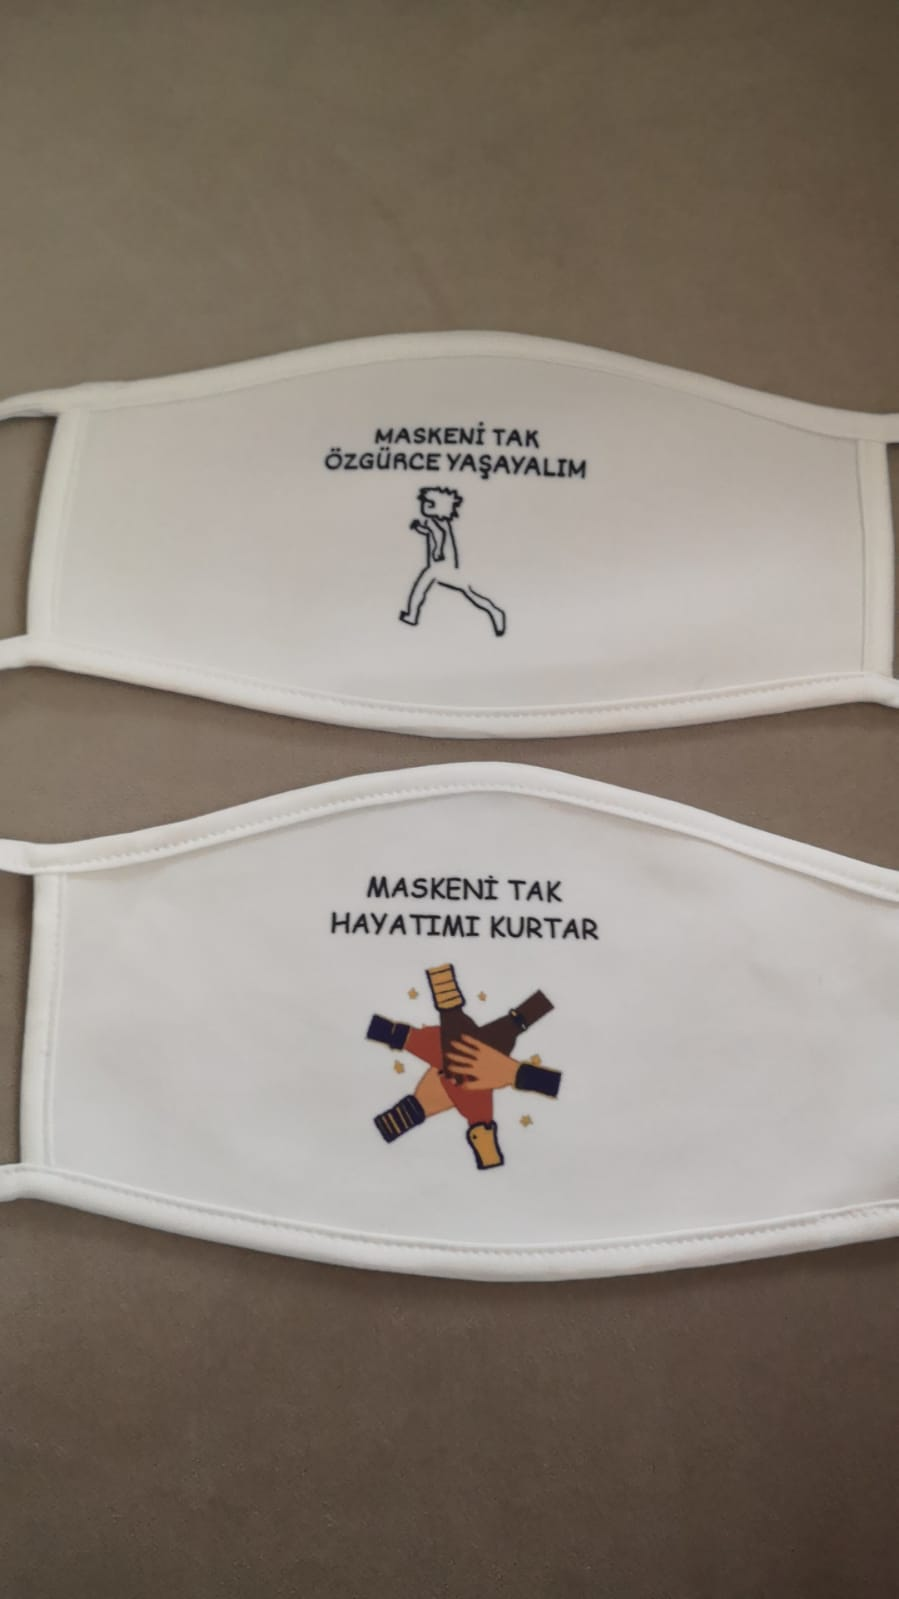 MASKENİ TAK
ÖZGÜRCE YAŞAYALIM
MASKENİ TAK
HAYATIMI KURTAR